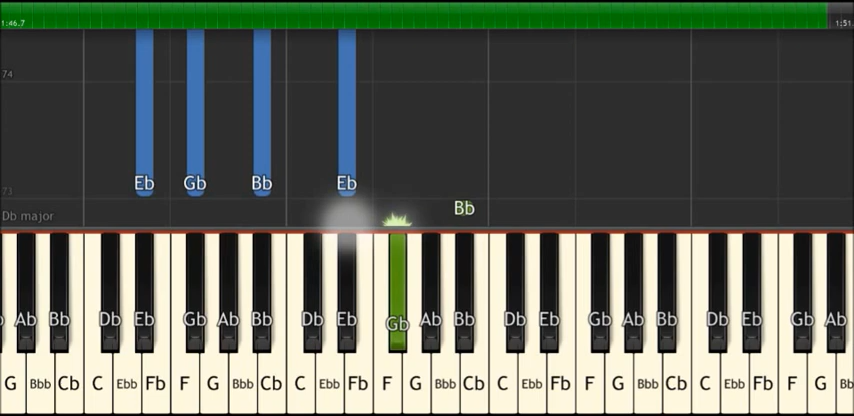 1:46.7 1:51.
74
Eb Gb Bb Eb
73
Bb
Db major
Ab Bb Db Eb Gb Ab Bb Db Eb Gb Ab Bb Db Eb Gb Ab Bb Db Eb Gb Ab
G Bbb Cb C Ebb Fb F G Bbb Cb C Ebb Fb F G Bbb Cb C Ebb Fb F G Bbb Cb C Ebb Fb F G Bb